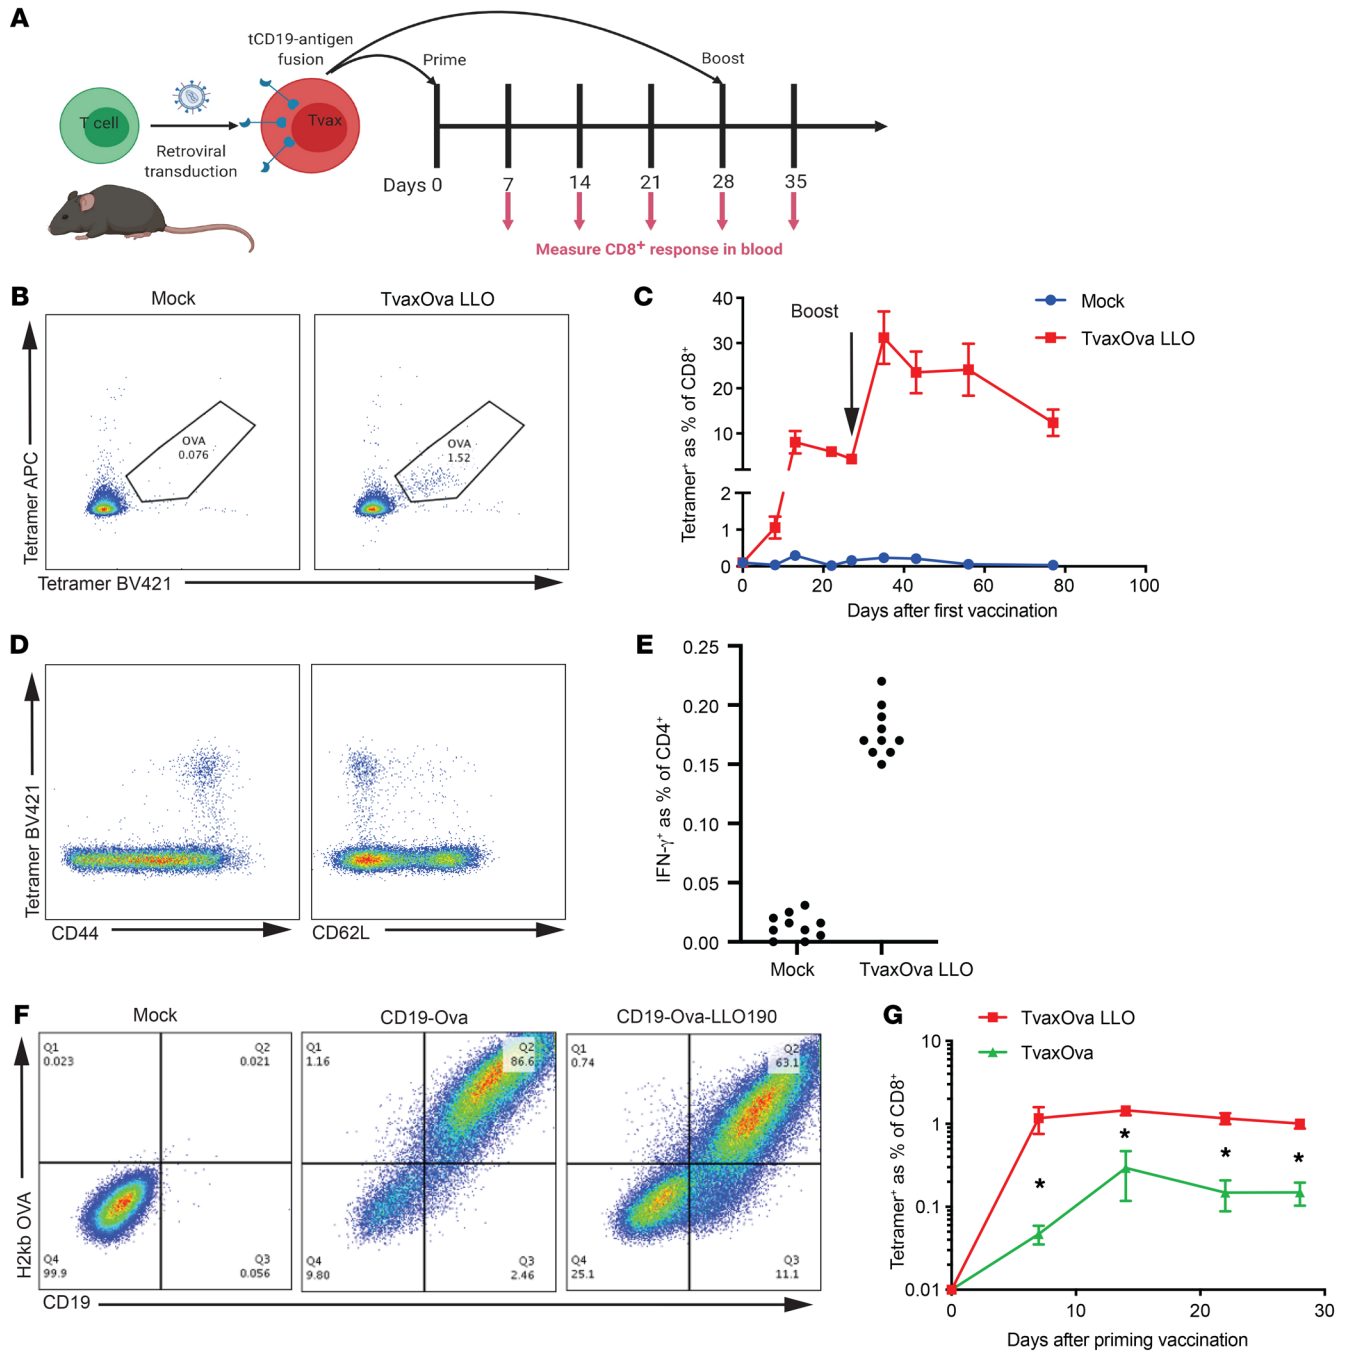 A
tCD19-antigen
fusion
Prime
Boost
T cell
Tvax
Retroviral
transduction
Days 0
7
14
21
28
35
Measure CD8+ response in blood
B
Mock
TvaxOva LLO
OVA
0.076
OVA
1.52
Tetramer APC
Tetramer BV421
C
40
30
20
10
2
1
0
Boost
Mock
TvaxOva LLO
Tetramer+ as % of CD8+
0
20
40
60
80
100
Days after first vaccination
D
Tetramer BV421
CD44
CD62L
E
0.25
0.20
0.15
0.10
0.05
0.00
IFN-γ+ as % of CD4+
Mock
TvaxOva LLO
F
Mock
CD19-Ova
CD19-Ova-LLO190
Q1
0.023
Q2
0.021
Q4
99.9
Q3
0.056
Q1
1.16
Q2
86.6
Q4
9.80
Q3
2.46
Q1
0.74
Q2
63.1
Q4
25.1
Q3
11.1
H2kb OVA
CD19
G
TvaxOva LLO
TvaxOva
10
1
0.1
0.01
Tetramer+ as % of CD8+
*
*
*
*
0
10
20
30
Days after priming vaccination